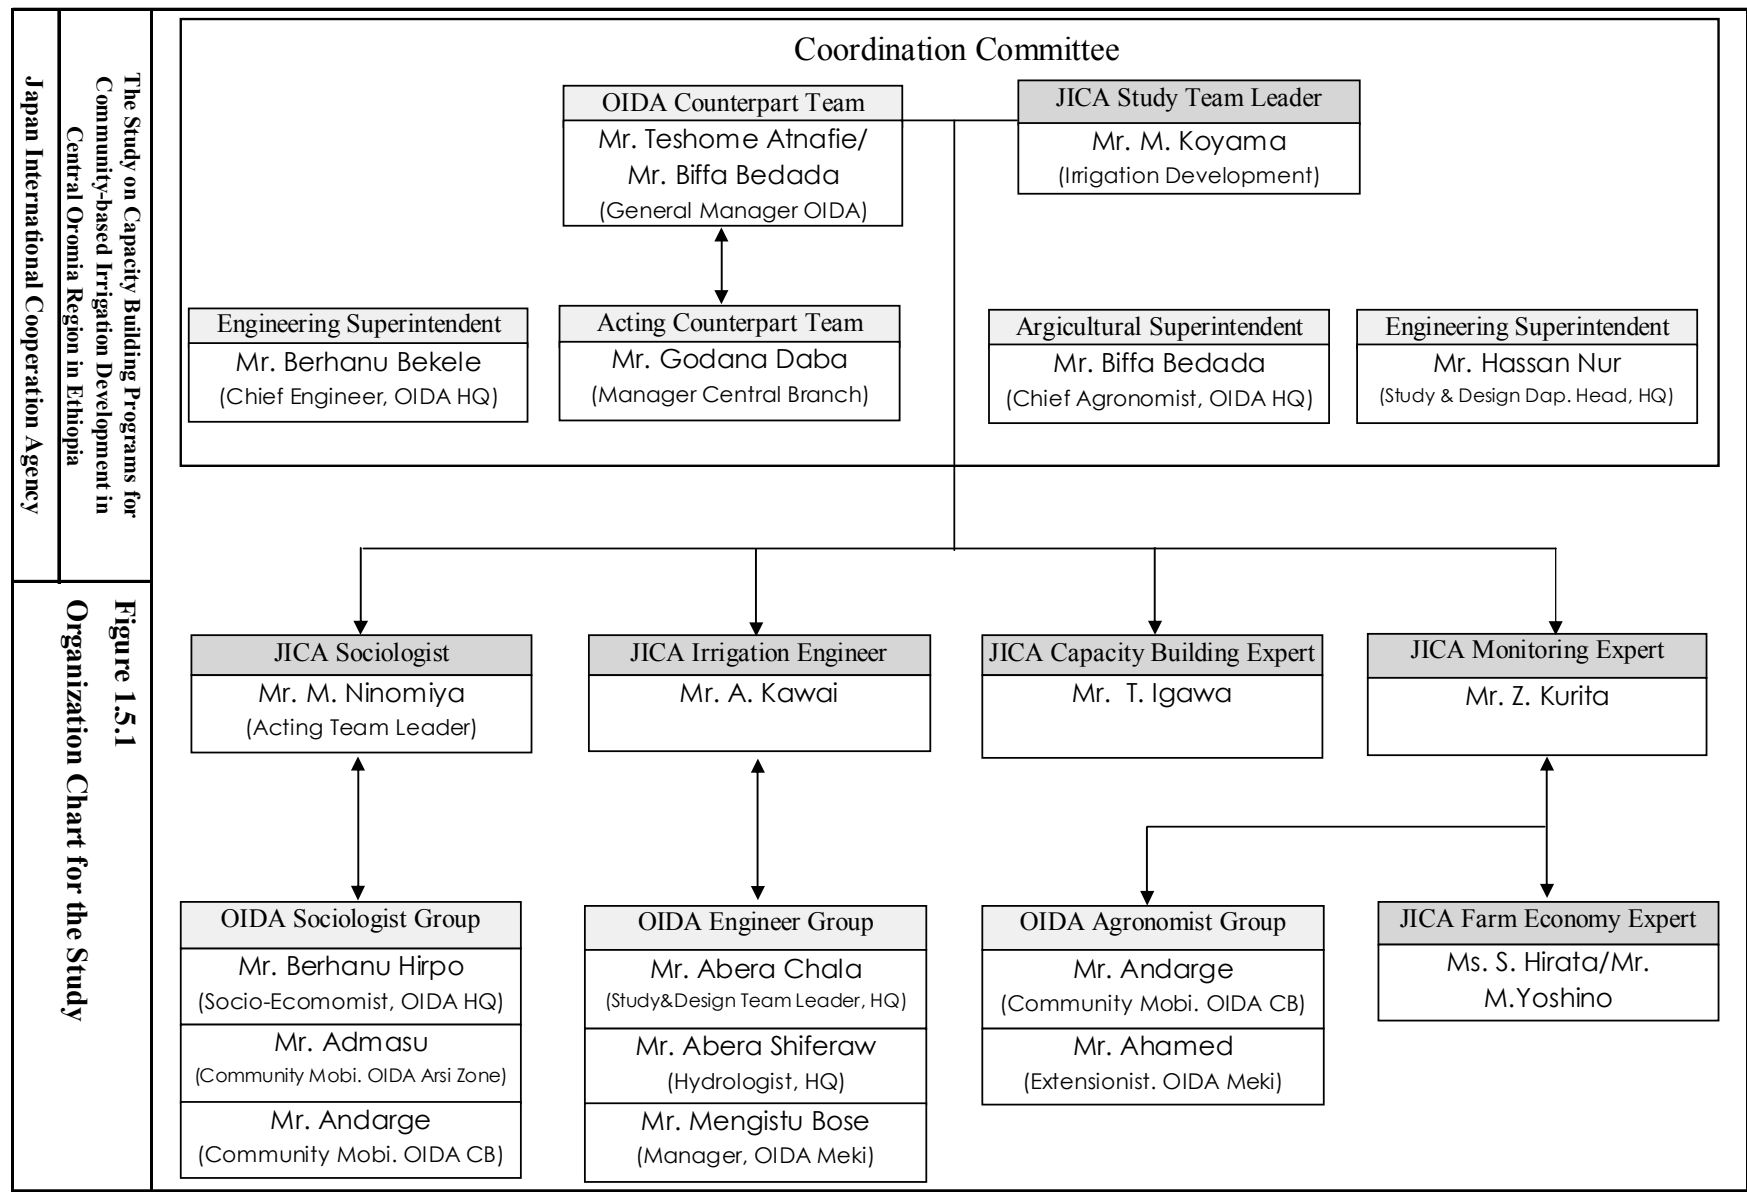 Coordination Committee
OIDA Counterpart Team
Mr. Teshome Atnafie/
Mr. Biffa Bedada
(General Manager OIDA)
JICA Study Team Leader
Mr. M. Koyama
(Irrigation Development)
Engineering Superintendent
Mr. Berhanu Bekele
(Chief Engineer, OIDA HQ)
Acting Counterpart Team
Mr. Godana Daba
(Manager Central Branch)
Argicultural Superintendent
Mr. Biffa Bedada
(Chief Agronomist, OIDA HQ)
Engineering Superintendent
Mr. Hassan Nur
(Study & Design Dap. Head, HQ)
JICA Sociologist
Mr. M. Ninomiya
(Acting Team Leader)
JICA Irrigation Engineer
Mr. A. Kawai
JICA Capacity Building Expert
Mr. T. Igawa
JICA Monitoring Expert
Mr. Z. Kurita
OIDA Sociologist Group
Mr. Berhanu Hirpo
(Socio-Ecomomist, OIDA HQ)
Mr. Admasu
(Community Mobi. OIDA Arsi Zone)
Mr. Andarge
(Community Mobi. OIDA CB)
OIDA Engineer Group
Mr. Abera Chala
(Study&Design Team Leader, HQ)
Mr. Abera Shiferaw
(Hydrologist, HQ)
Mr. Mengistu Bose
(Manager, OIDA Meki)
OIDA Agronomist Group
Mr. Andarge
(Community Mobi. OIDA CB)
Mr. Ahamed
(Extensionist. OIDA Meki)
JICA Farm Economy Expert
Ms. S. Hirata/Mr.
M.Yoshino
The Study on Capacity Building Programs for
Community-based Irrigation Development in
Central Oromia Region in Ethiopia
Japan International Cooperation Agency
Figure 1.5.1
Organization Chart for the Study